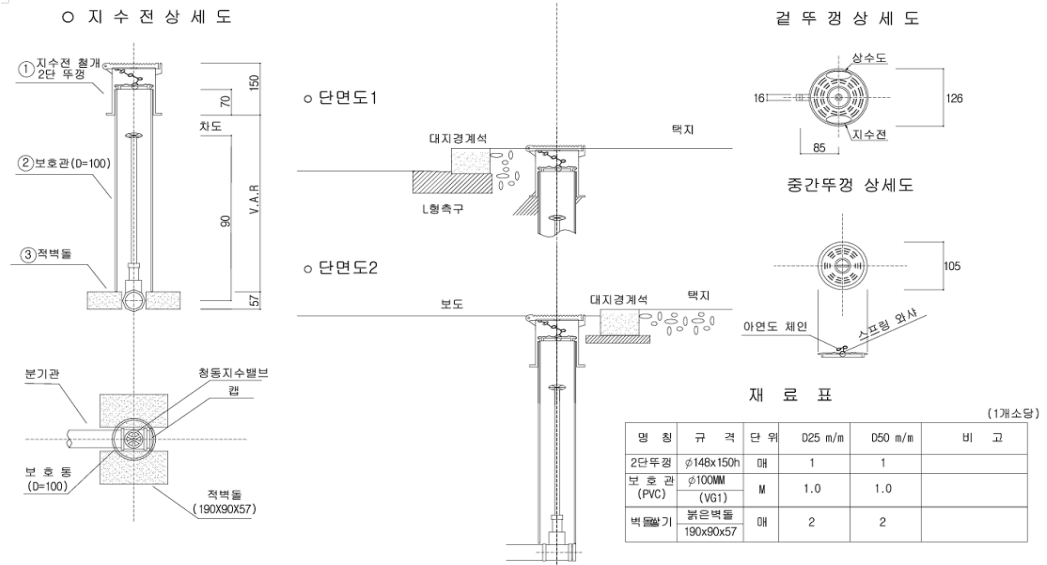 지 수 전 상 세 도
① 지수전 철개
2단 뚜껑
150
70
차도
② 보호관(D=100)
V.A.R
90
③ 적벽돌
57
분기관
청동지수밸브
캡
보 호 통
(D=100)
적벽돌
(190X90X57)
단면도1
대지경계석
택지
L형측구
단면도2
보도
대지경계석
택지
겉 뚜 껑 상 세 도
상수도
16
126
지수전
85
중간뚜껑 상세도
105
아연도 체인
스프링 와샤
재 료 표
(1개소당)
명 칭 규 격 단 위 D25 m/m D50 m/m 비 고
2단뚜껑 ∅148x150h 매 1 1
보 호 관 (PVC) ∅100MM (VG1) M 1.0 1.0
벽돌쌓기 붉은벽돌 190x90x57 매 2 2